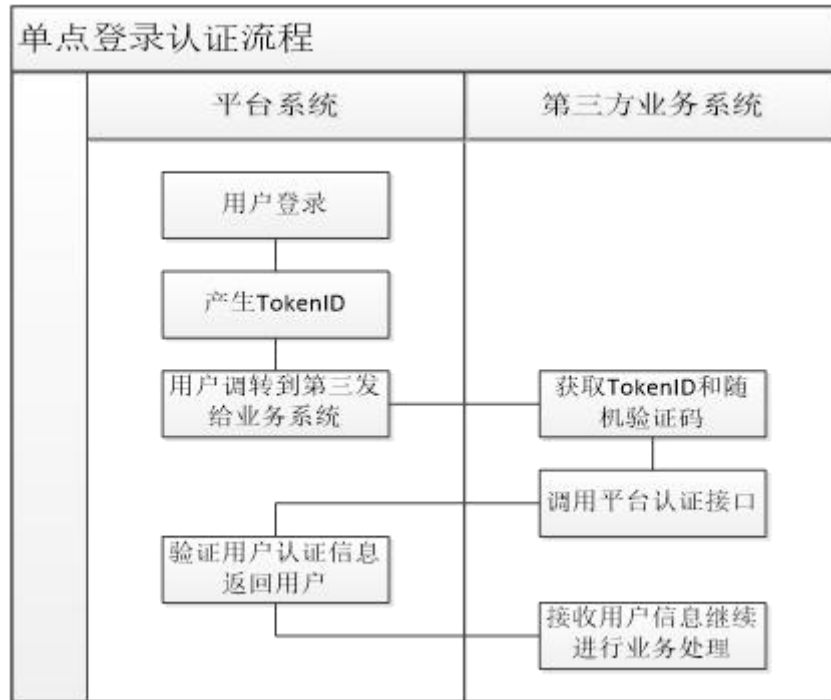 单点登录认证流程
平台系统
第三方业务系统
用户登录
产生TokenID
用户调转到第三发
给业务系统
获取TokenID和随
机验证码
调用平台认证接口
验证用户认证信息
返回用户
接收用户信息继续
进行业务处理